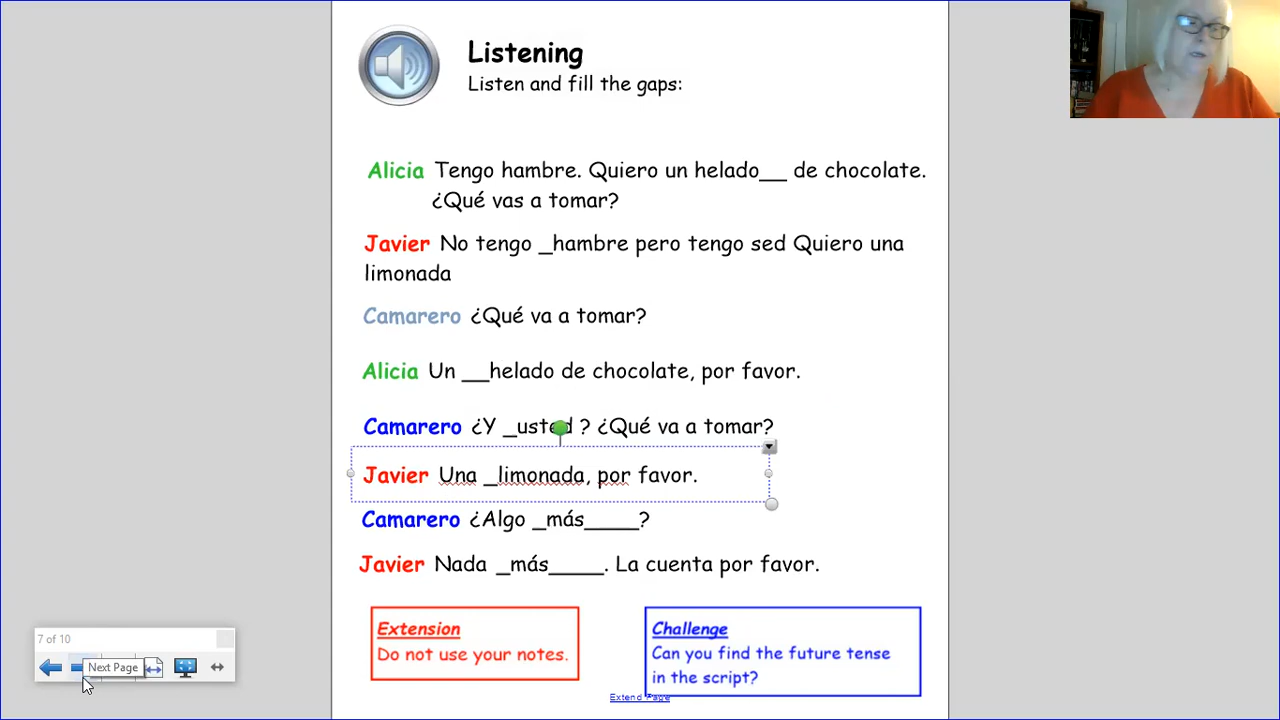 Listening
Listen and fill the gaps:
Alicia Tengo hambre. Quiero un helado__ de chocolate.
¿Qué vas a tomar?
Javier No tengo _hambre pero tengo sed Quiero una
limonada
Camarero ¿Qué va a tomar?
Alicia Un __helado de chocolate, por favor.
Camarero ¿Y _usted ? ¿Qué va a tomar?
Javier Una _limonada, por favor.
Camarero ¿Algo _más____?
Javier Nada _más____. La cuenta por favor.
Extension
Do not use your notes.
Challenge
Can you find the future tense
in the script?
Extend Page
7 of 10
Next Page